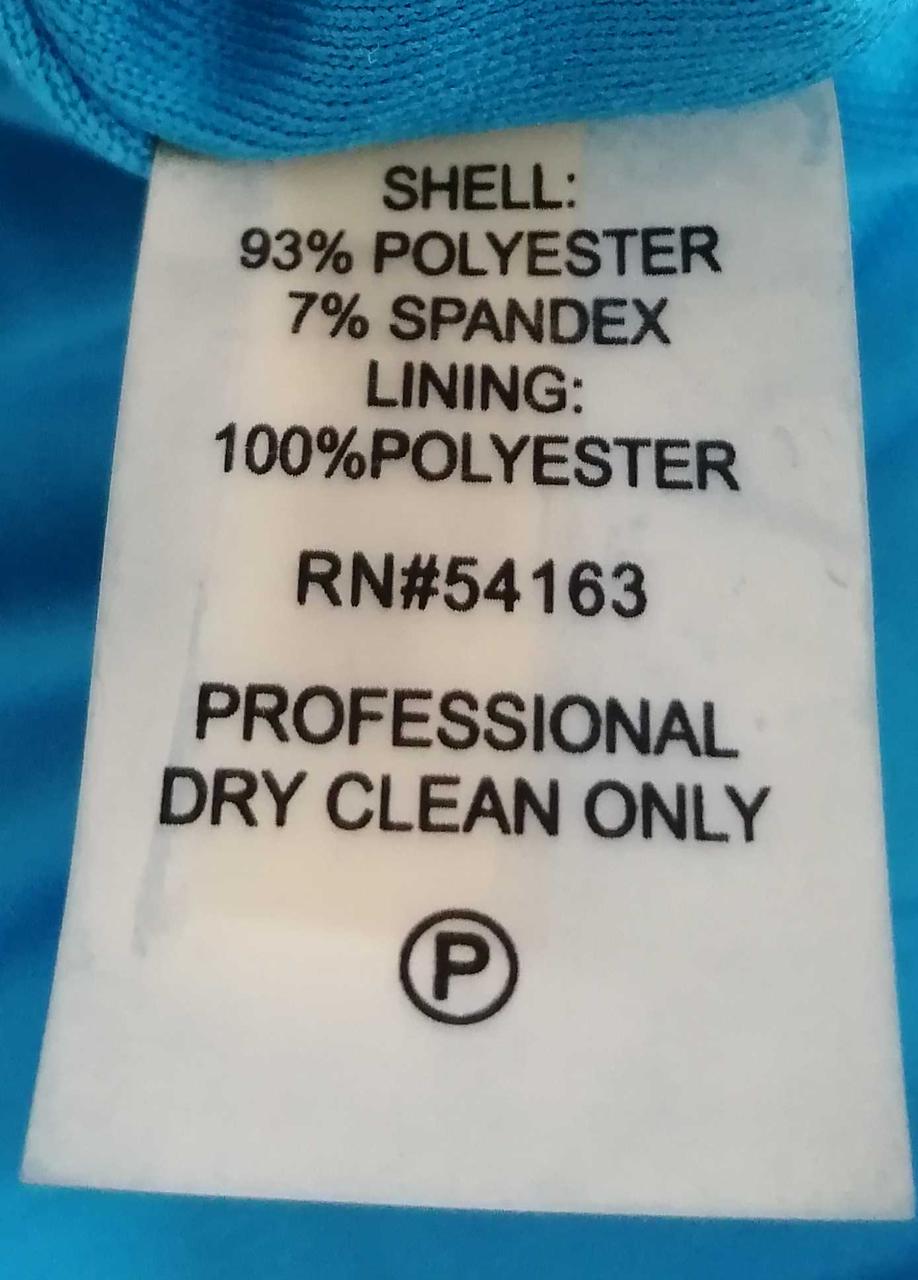 SHELL:
93% POLYESTER
7% SPANDEX
LINING:
100%POLYESTER
RN#54163
PROFESSIONAL
DRY CLEAN ONLY
P